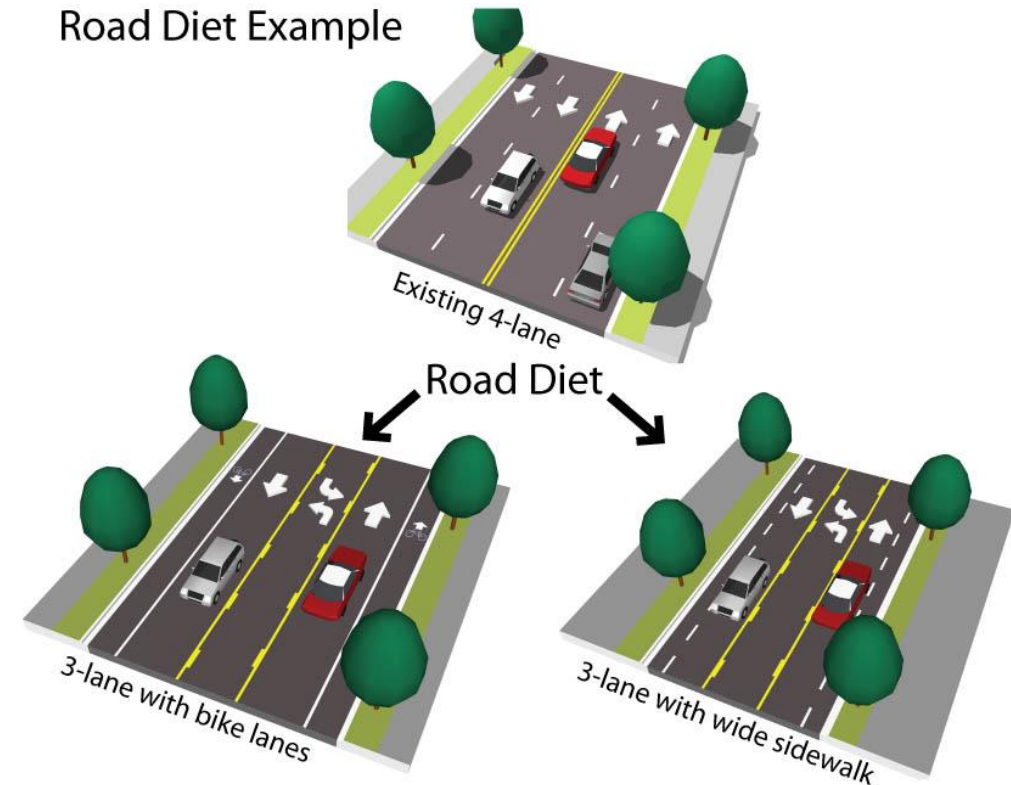 Road Diet Example
Existing 4-lane
Road Diet
3-lane with bike lanes
3-lane with wide sidewalk